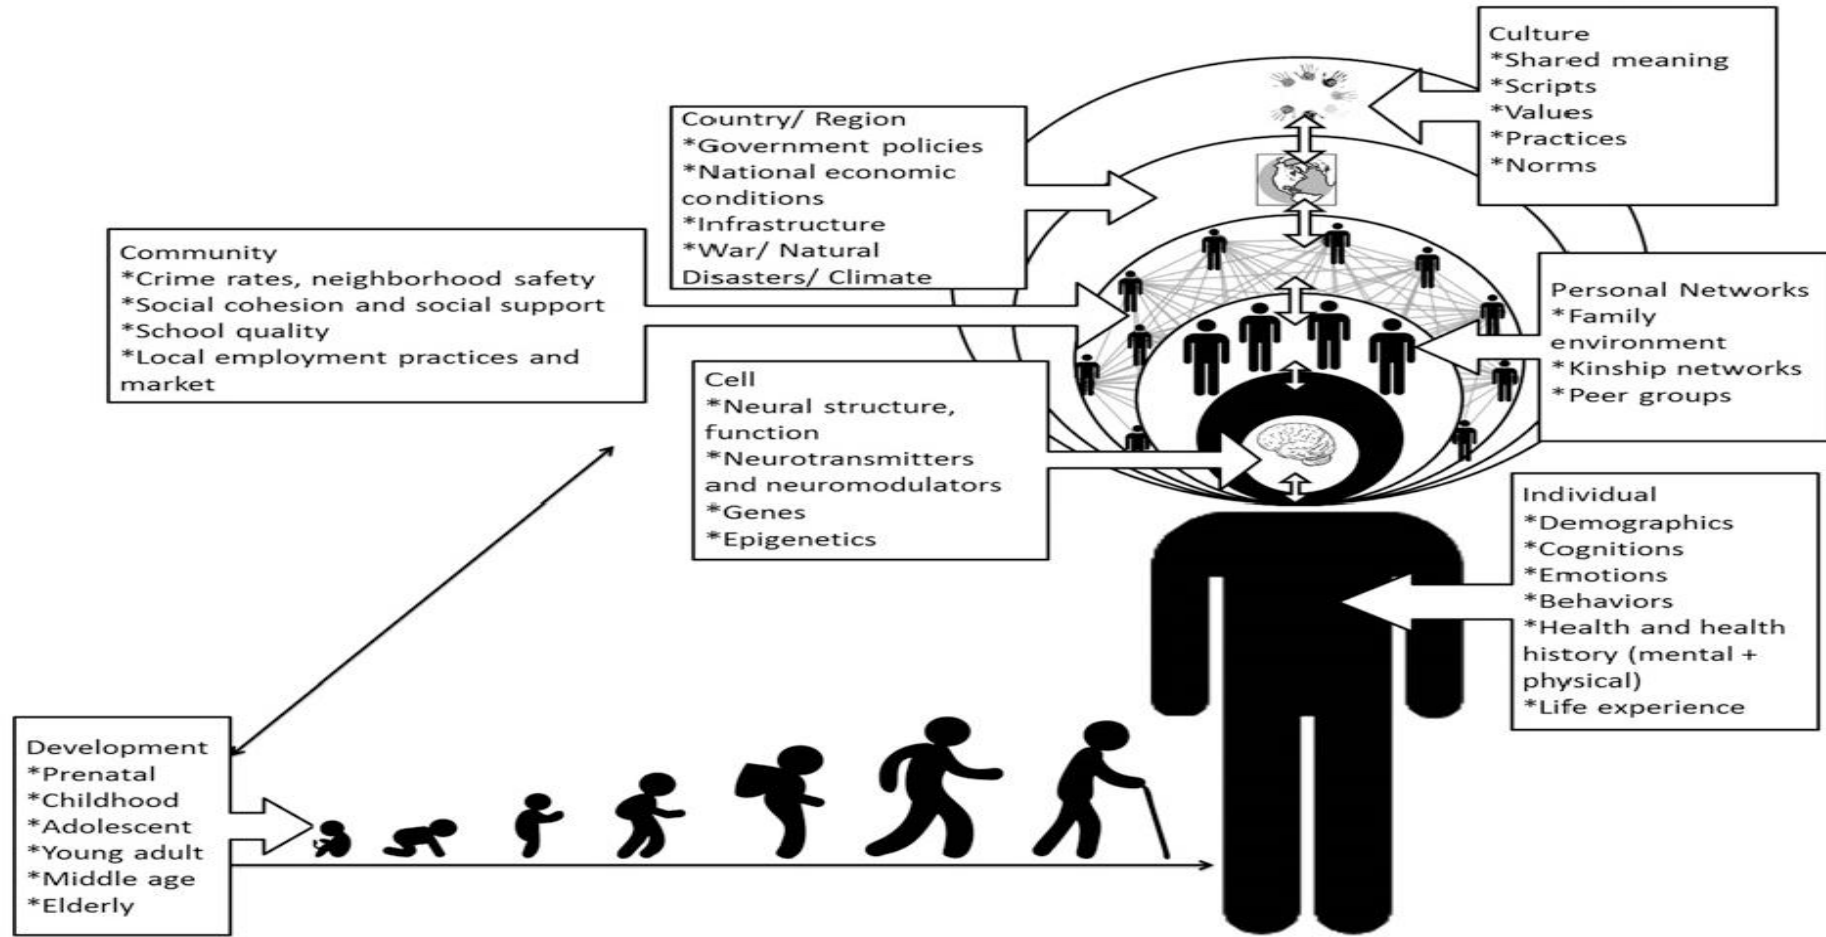 Culture
*Shared meaning
*Scripts
*Values
*Practices
*Norms
Country/ Region
*Government policies
*National economic
conditions
*Infrastructure
*War/ Natural
Disasters/ Climate
Community
*Crime rates, neighborhood safety
*Social cohesion and social support
*School quality
*Local employment practices and
market
Personal Networks
*Family
environment
*Kinship networks
*Peer groups
Cell
*Neural structure,
function
*Neurotransmitters
and neuromodulators
*Genes
*Epigenetics
Individual
*Demographics
*Cognitions
*Emotions
*Behaviors
*Health and health
history (mental +
physical)
*Life experience
Development
*Prenatal
*Childhood
*Adolescent
*Young adult
*Middle age
*Elderly